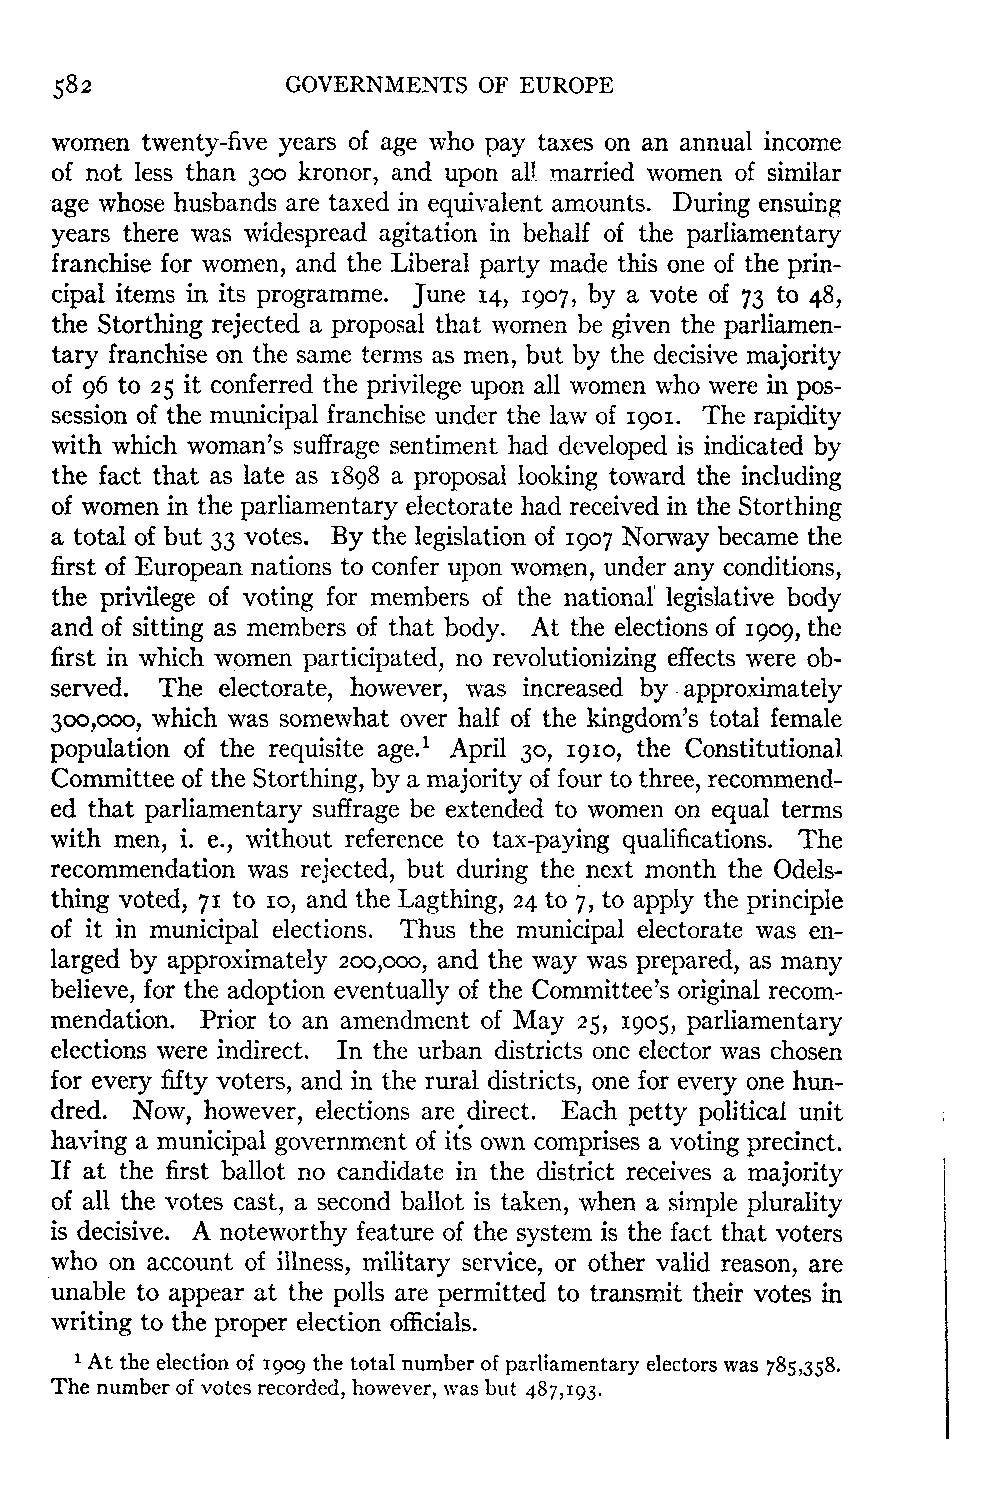 582 GOVERNMENTS OF EUROPE
women twenty-five years of age who pay taxes on an annual income
of not less than 300 kronor, and upon all married women of similar
age whose husbands are taxed in equivalent amounts. During ensuing
years there was widespread agitation in behalf of the parliamentary
franchise for women, and the Liberal party made this one of the prin-
cipal items in its programme. June 14, 1907, by a vote of 73 to 48,
the Storthing rejected a proposal that women be given the parliamen-
tary franchise on the same terms as men, but by the decisive majority
of 96 to 25 it conferred the privilege upon all women who were in pos-
session of the municipal franchise under the law of 1901. The rapidity
with which woman's suffrage sentiment had developed is indicated by
the fact that as late as 1898 a proposal looking toward the including
of women in the parliamentary electorate had received in the Storthing
a total of but 33 votes. By the legislation of 1907 Norway became the
first of European nations to confer upon women, under any conditions,
the privilege of voting for members of the national legislative body
and of sitting as members of that body. At the elections of 1909, the
first in which women participated, no revolutionizing effects were ob-
served. The electorate, however, was increased by approximately
300,000, which was somewhat over half of the kingdom's total female
population of the requisite age.¹ April 30, 1910, the Constitutional
Committee of the Storthing, by a majority of four to three, recommend-
ed that parliamentary suffrage be extended to women on equal terms
with men, i. e., without reference to tax-paying qualifications. The
recommendation was rejected, but during the next month the Odels-
thing voted, 71 to 10, and the Lagthing, 24 to 7, to apply the principle
of it in municipal elections. Thus the municipal electorate was en-
larged by approximately 200,000, and the way was prepared, as many
believe, for the adoption eventually of the Committee's original recom-
mendation. Prior to an amendment of May 25, 1905, parliamentary
elections were indirect. In the urban districts one elector was chosen
for every fifty voters, and in the rural districts, one for every one hun-
dred. Now, however, elections are direct. Each petty political unit
having a municipal government of its own comprises a voting precinct.
If at the first ballot no candidate in the district receives a majority
of all the votes cast, a second ballot is taken, when a simple plurality
is decisive. A noteworthy feature of the system is the fact that voters
who on account of illness, military service, or other valid reason, are
unable to appear at the polls are permitted to transmit their votes in
writing to the proper election officials.
¹ At the election of 1909 the total number of parliamentary electors was 785,358.
The number of votes recorded, however, was but 487,193.